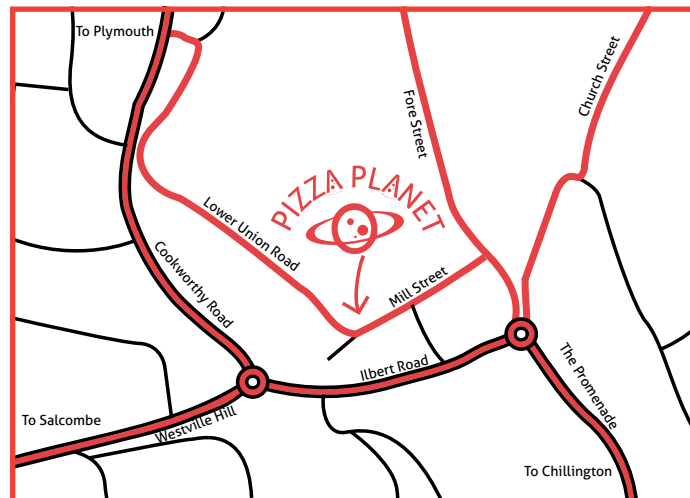 To Plymouth
Fore Street
Church Street
PIZZA PLANET
Lower Union Road
Cookworthy Road
Mill Street
Ilbert Road
The Promenade
To Salcombe
Westville Hill
To Chillington